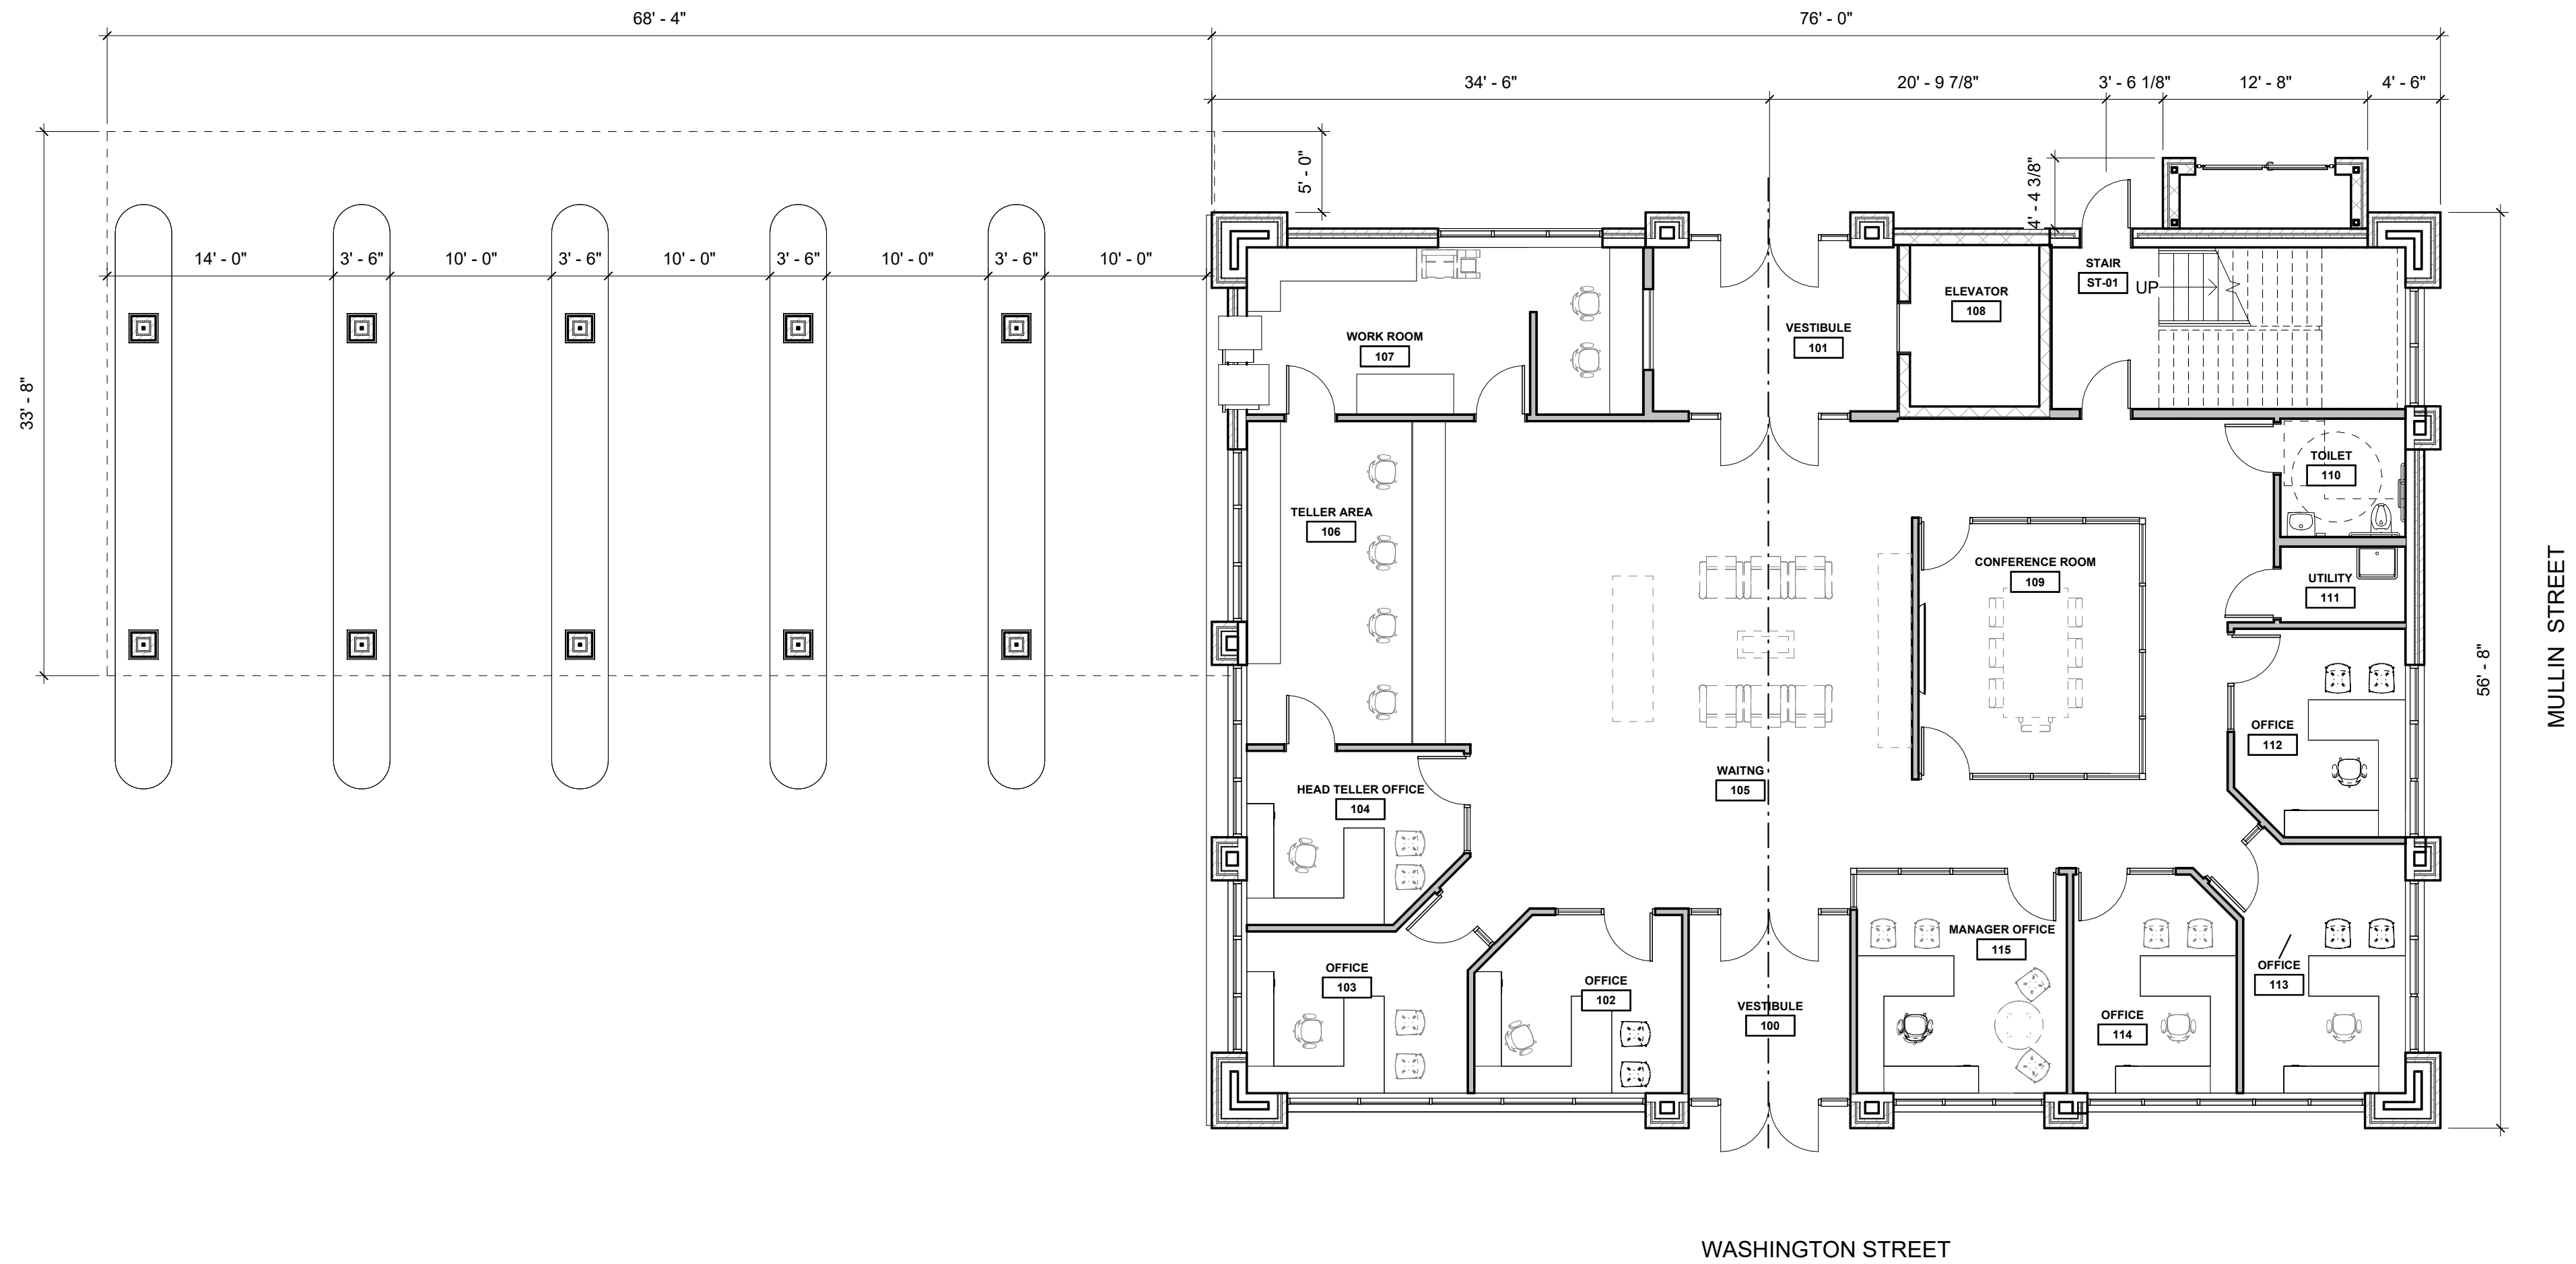 68' - 4"
76' - 0"
34' - 6"
20' - 9 7/8"
3' - 6 1/8"
12' - 8"
4' - 6"
5' - 0"
4' - 4 3/8"
14' - 0"
3' - 6"
10' - 0"
3' - 6"
10' - 0"
3' - 6"
10' - 0"
3' - 6"
10' - 0"
33' - 8"
STAIR
ST-01
UP
ELEVATOR
108
VESTIBULE
101
WORK ROOM
107
TOILET
110
TELLER AREA
106
CONFERENCE ROOM
109
UTILITY
111
MULLIN STREET
56' - 8"
OFFICE
112
WAITNG
105
HEAD TELLER OFFICE
104
MANAGER OFFICE
115
OFFICE
103
OFFICE
102
OFFICE
113
VESTIBULE
100
OFFICE
114
WASHINGTON STREET